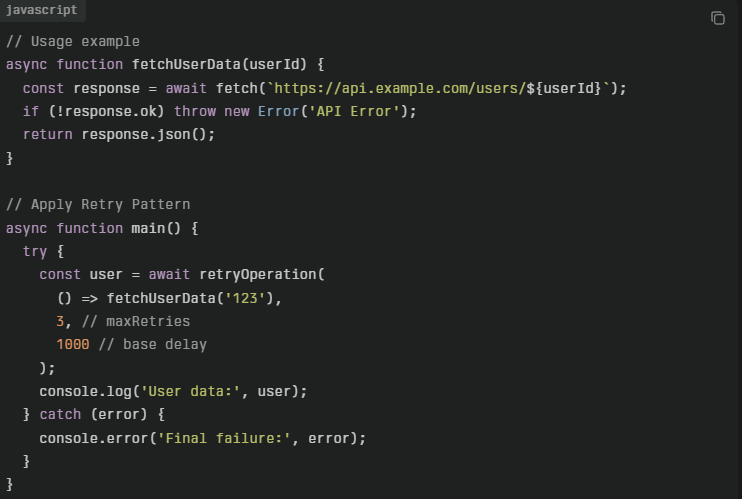 javascript
// Usage example
async function fetchUserData(userId) {
  const response = await fetch(`https://api.example.com/users/${userId}`);
  if (!response.ok) throw new Error('API Error');
  return response.json();
}

// Apply Retry Pattern
async function main() {
  try {
    const user = await retryOperation(
      () => fetchUserData('123'),
      3, // maxRetries
      1000 // base delay
    );
    console.log('User data:', user);
  } catch (error) {
    console.error('Final failure:', error);
  }
}